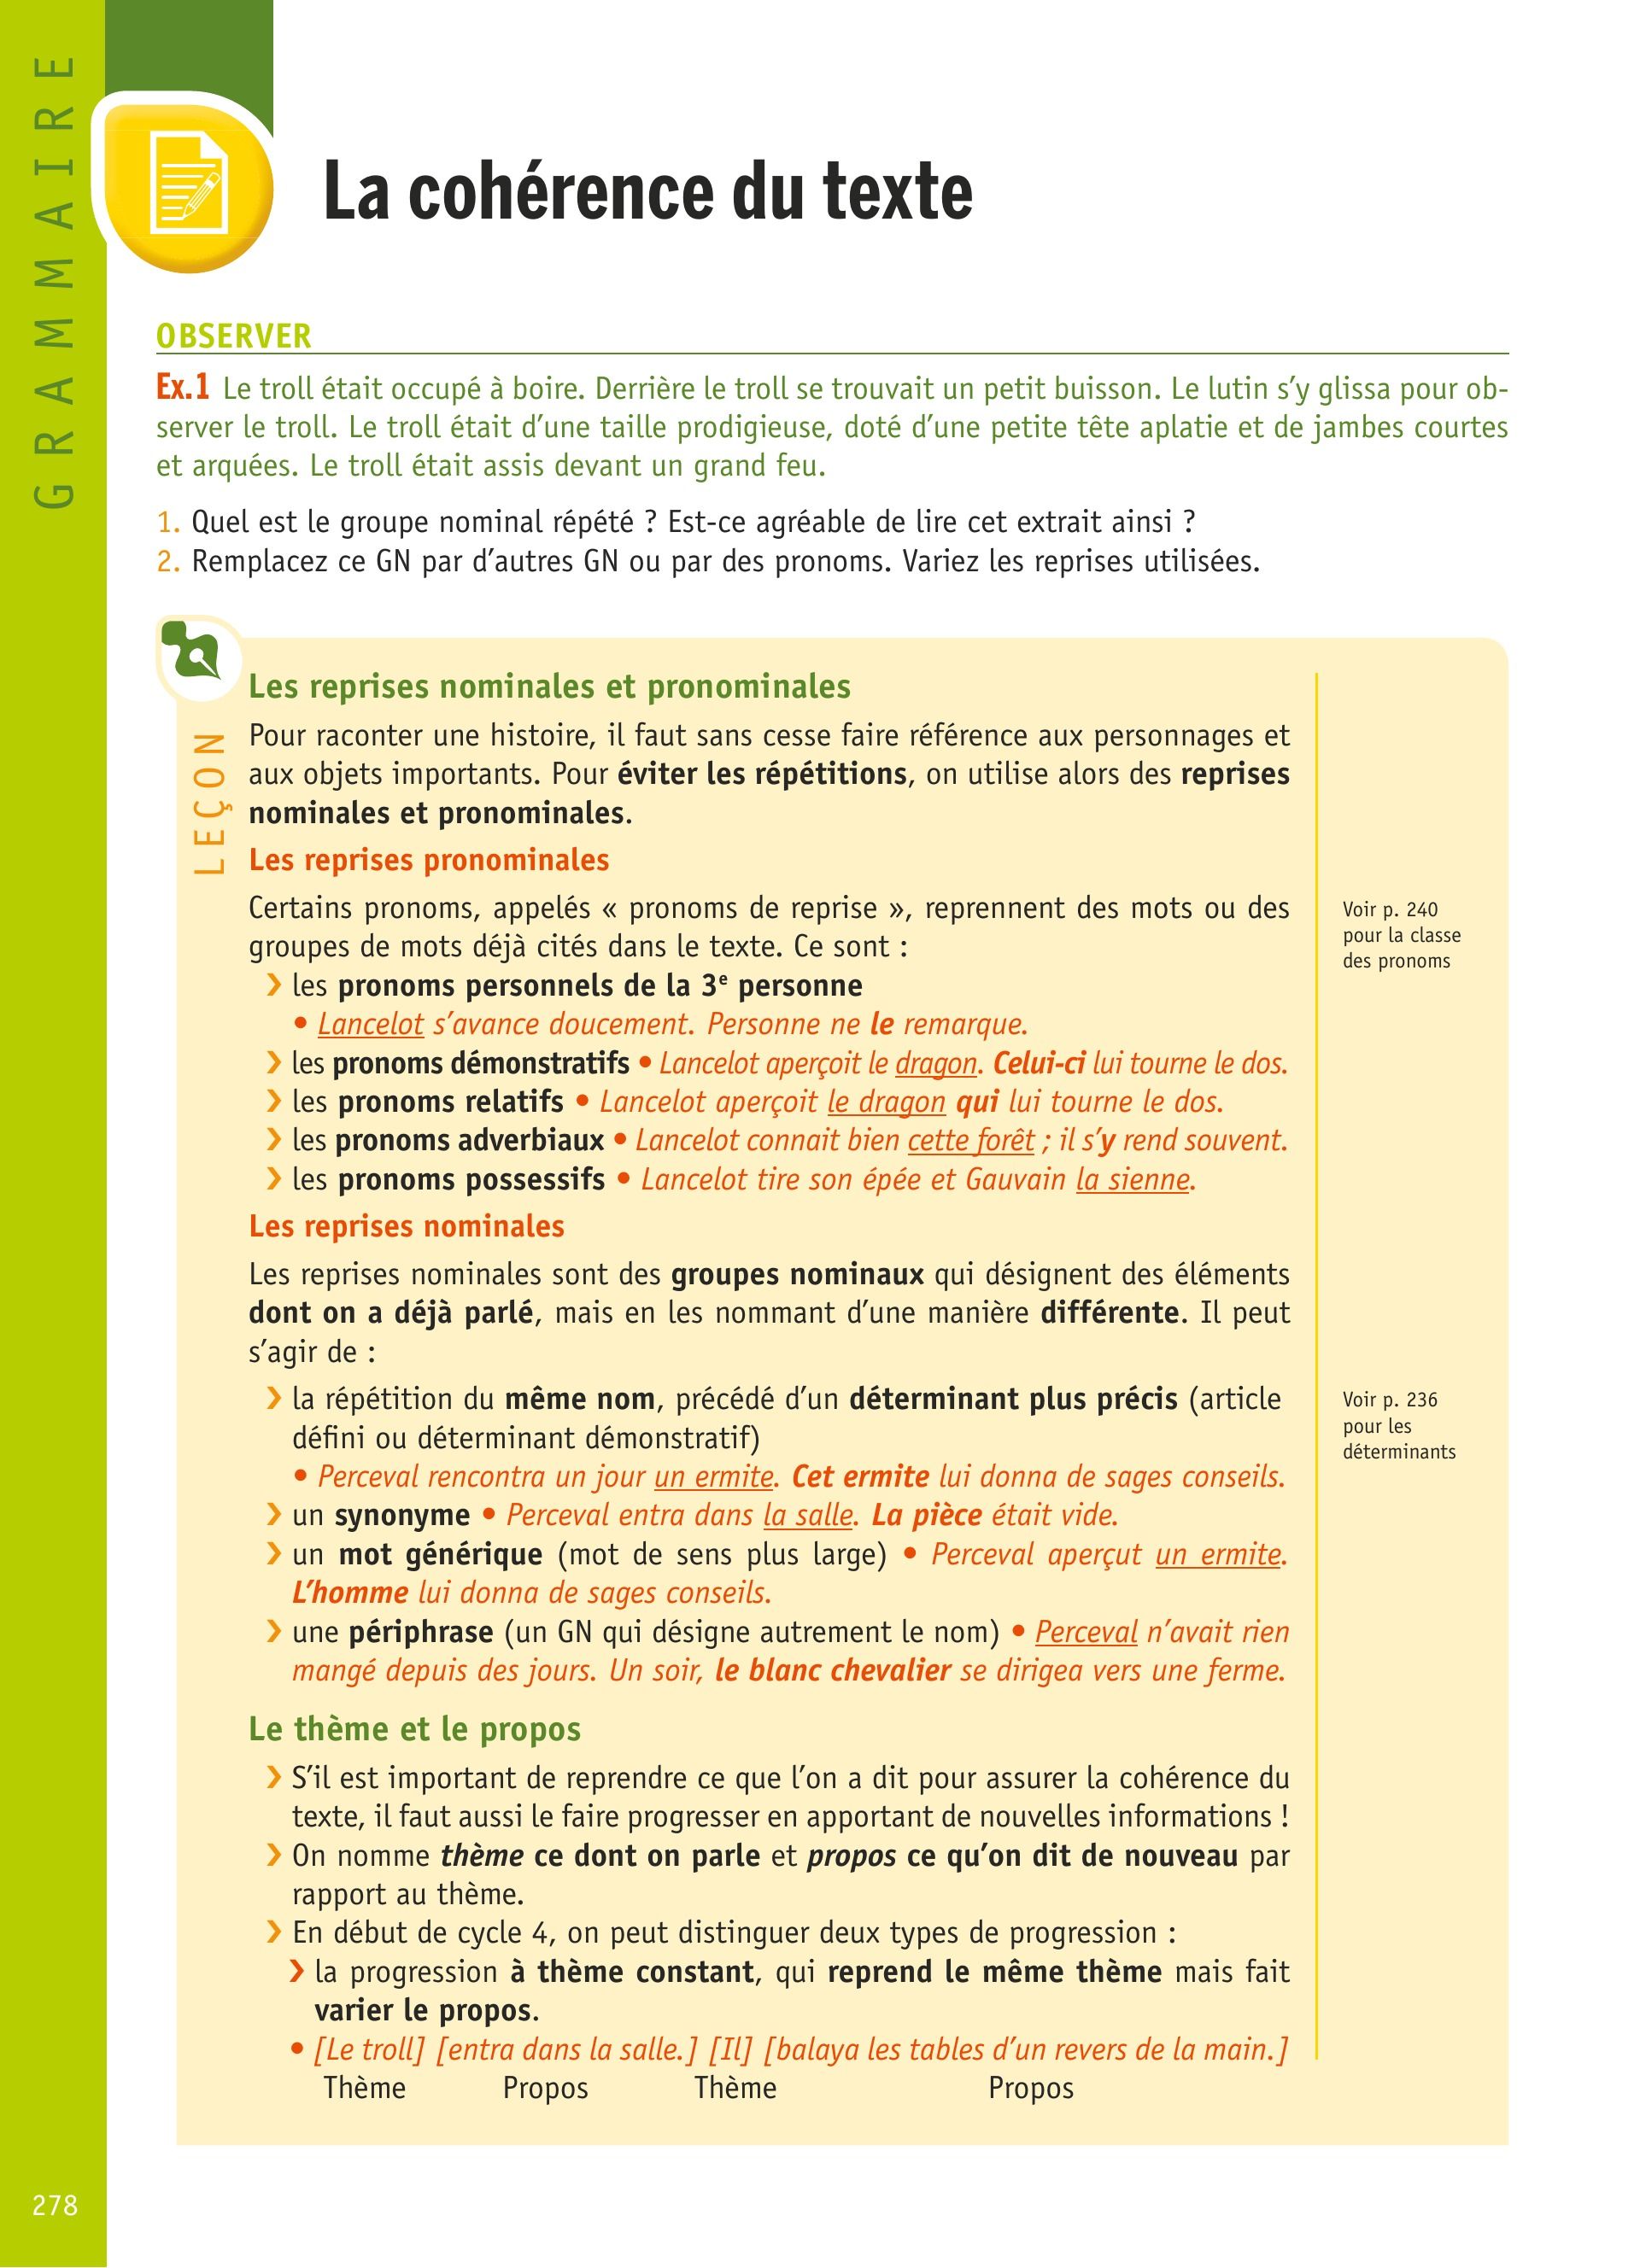 GRAMMAIRE
La cohérence du texte
OBSERVER
Ex.1 Le troll était occupé à boire. Derrière le troll se trouvait un petit buisson. Le lutin s’y glissa pour ob-
server le troll. Le troll était d’une taille prodigieuse, doté d’une petite tête aplatie et de jambes courtes
et arquées. Le troll était assis devant un grand feu.
1. Quel est le groupe nominal répété ? Est-ce agréable de lire cet extrait ainsi ?
2. Remplacez ce GN par d’autres GN ou par des pronoms. Variez les reprises utilisées.
LEÇON
Les reprises nominales et pronominales
Pour raconter une histoire, il faut sans cesse faire référence aux personnages et
aux objets importants. Pour éviter les répétitions, on utilise alors des reprises
nominales et pronominales.
Les reprises pronominales
Certains pronoms, appelés « pronoms de reprise », reprennent des mots ou des
groupes de mots déjà cités dans le texte. Ce sont :
› les pronoms personnels de la 3e personne
• Lancelot s’avance doucement. Personne ne le remarque.
› les pronoms démonstratifs • Lancelot aperçoit le dragon. Celui-ci lui tourne le dos.
› les pronoms relatifs • Lancelot aperçoit le dragon qui lui tourne le dos.
› les pronoms adverbiaux • Lancelot connait bien cette forêt ; il s’y rend souvent.
› les pronoms possessifs • Lancelot tire son épée et Gauvain la sienne.
Voir p. 240
pour la classe
des pronoms
Les reprises nominales
Les reprises nominales sont des groupes nominaux qui désignent des éléments
dont on a déjà parlé, mais en les nommant d’une manière différente. Il peut
s’agir de :
› la répétition du même nom, précédé d’un déterminant plus précis (article
défini ou déterminant démonstratif)
• Perceval rencontra un jour un ermite. Cet ermite lui donna de sages conseils.
› un synonyme • Perceval entra dans la salle. La pièce était vide.
› un mot générique (mot de sens plus large) • Perceval aperçut un ermite.
L’homme lui donna de sages conseils.
› une périphrase (un GN qui désigne autrement le nom) • Perceval n’avait rien
mangé depuis des jours. Un soir, le blanc chevalier se dirigea vers une ferme.
Voir p. 236
pour les
déterminants
Le thème et le propos
› S’il est important de reprendre ce que l’on a dit pour assurer la cohérence du
texte, il faut aussi le faire progresser en apportant de nouvelles informations !
› On nomme thème ce dont on parle et propos ce qu’on dit de nouveau par
rapport au thème.
› En début de cycle 4, on peut distinguer deux types de progression :
› la progression à thème constant, qui reprend le même thème mais fait
varier le propos.
• [Le troll] [entra dans la salle.] [Il] [balaya les tables d’un revers de la main.]
Thème Propos Thème Propos
278